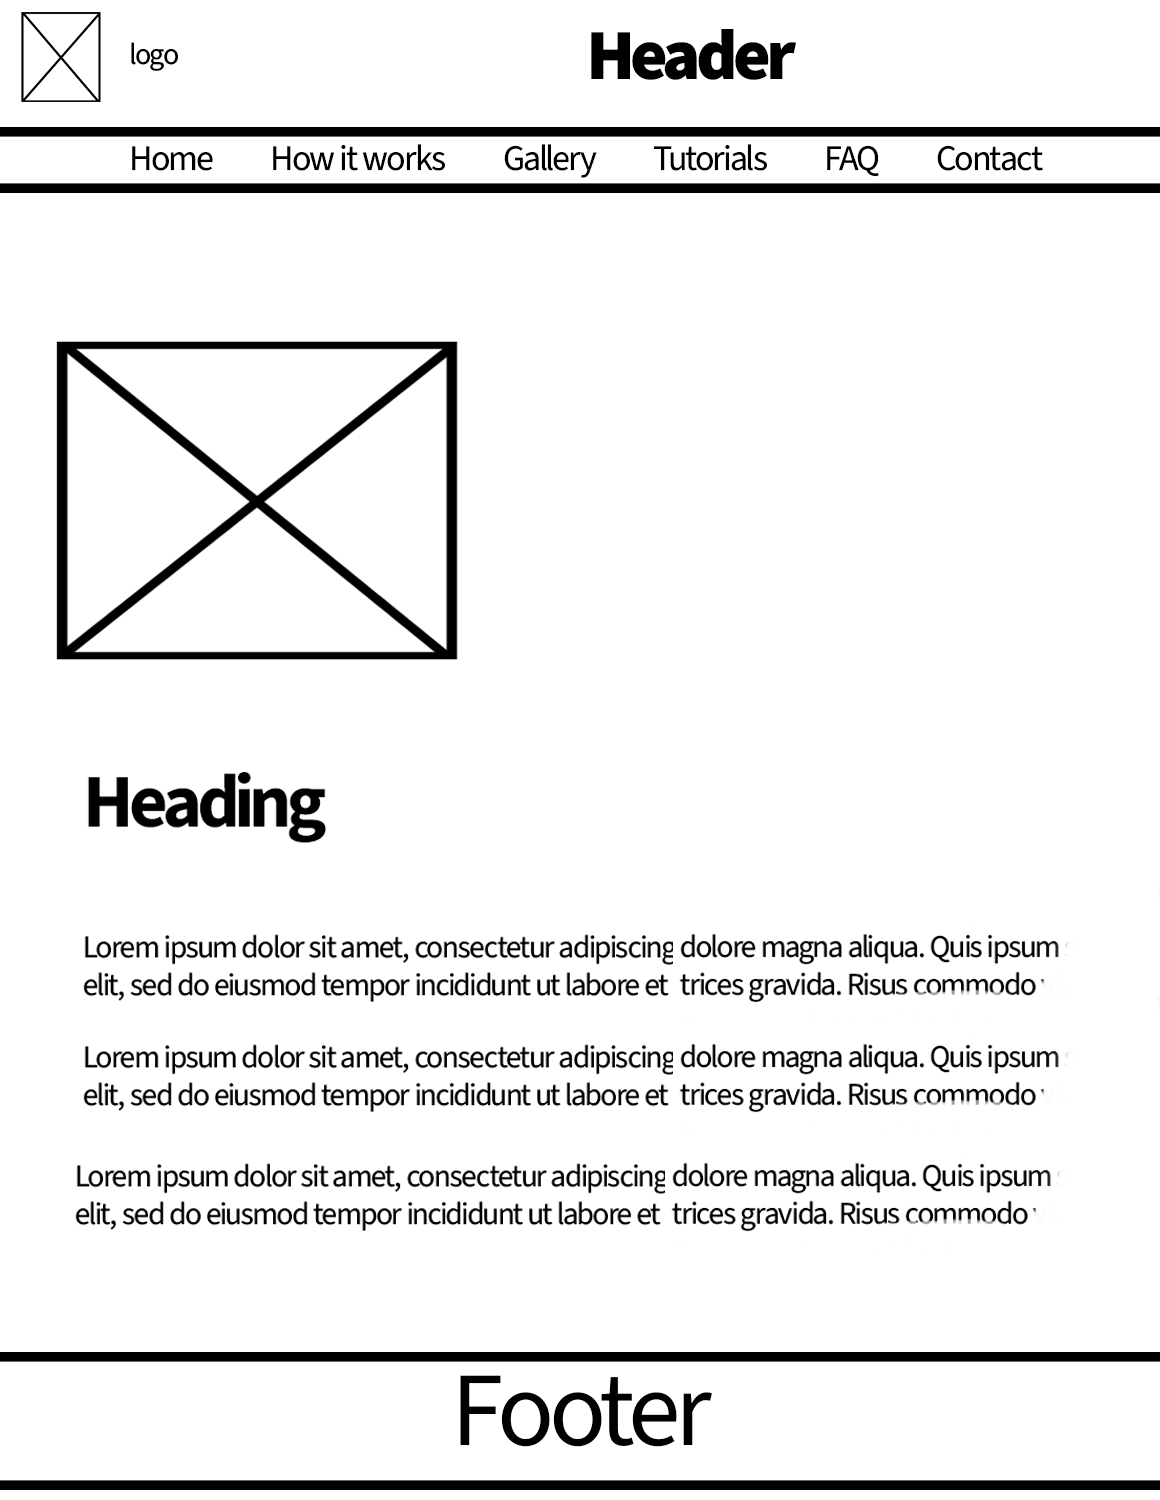 logo
Header
Home How it works Gallery Tutorials FAQ Contact
Heading
Lorem ipsum dolor sit amet, consectetur adipiscing dolore magna aliqua. Quis ipsum
elit, sed do eiusmod tempor incididunt ut labore et trices gravida. Risus commodo
Lorem ipsum dolor sit amet, consectetur adipiscing dolore magna aliqua. Quis ipsum
elit, sed do eiusmod tempor incididunt ut labore et trices gravida. Risus commodo
Lorem ipsum dolor sit amet, consectetur adipiscing dolore magna aliqua. Quis ipsum
elit, sed do eiusmod tempor incididunt ut labore et trices gravida. Risus commodo
Footer